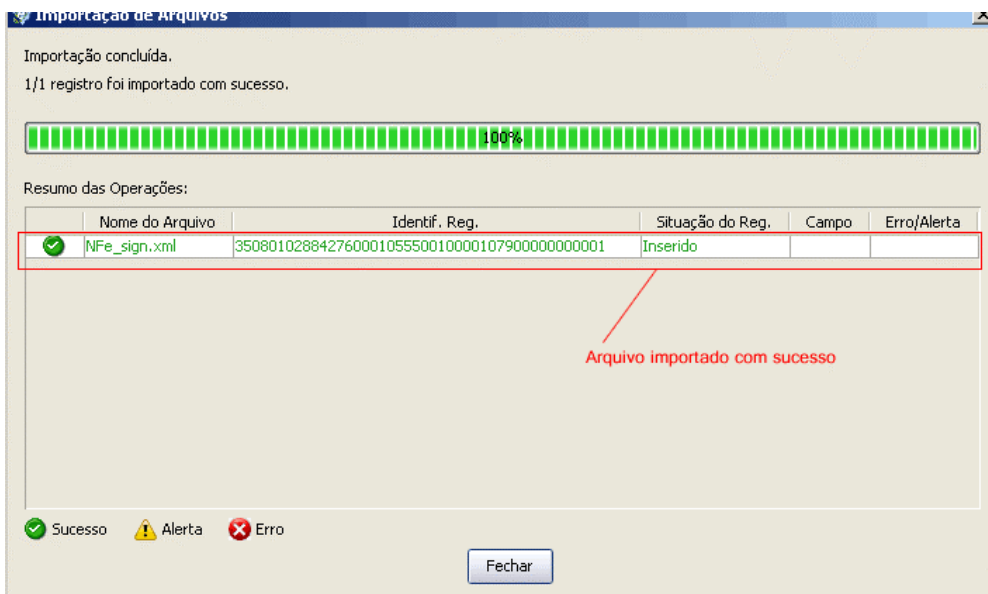 Importação de Arquivos
Importação concluída.
1/1 registro foi importado com sucesso.
100%
Resumo das Operações:
Nome do Arquivo Identif. Reg. Situação do Reg. Campo Erro/Alerta
NFe_sign.xml 35080102884276000105550010000107900000000001 Inserido
Arquivo importado com sucesso
Sucesso Alerta Erro
Fechar